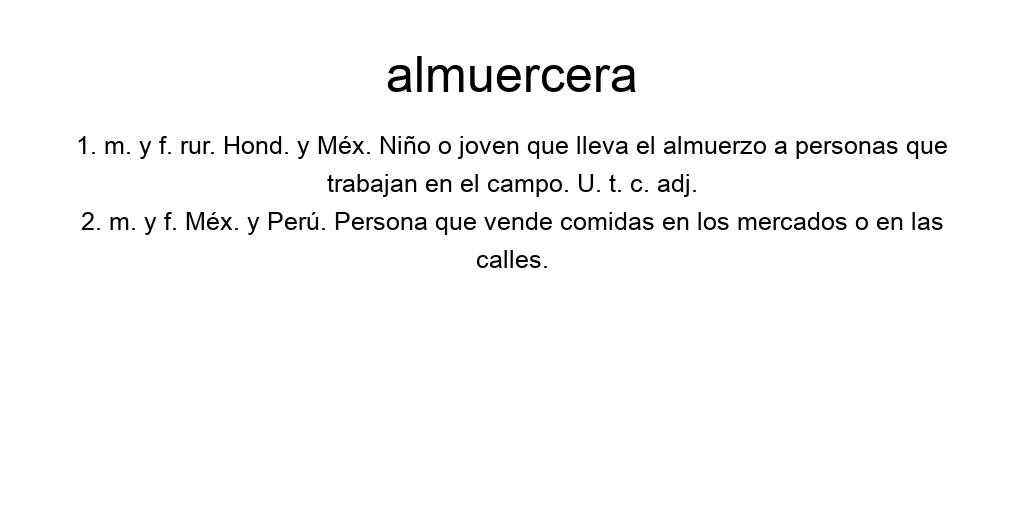 almuercera
1. m. y f. rur. Hond. y Méx. Niño o joven que lleva el almuerzo a personas que
trabajan en el campo. U. t. c. adj.
2. m. y f. Méx. y Perú. Persona que vende comidas en los mercados o en las
calles.